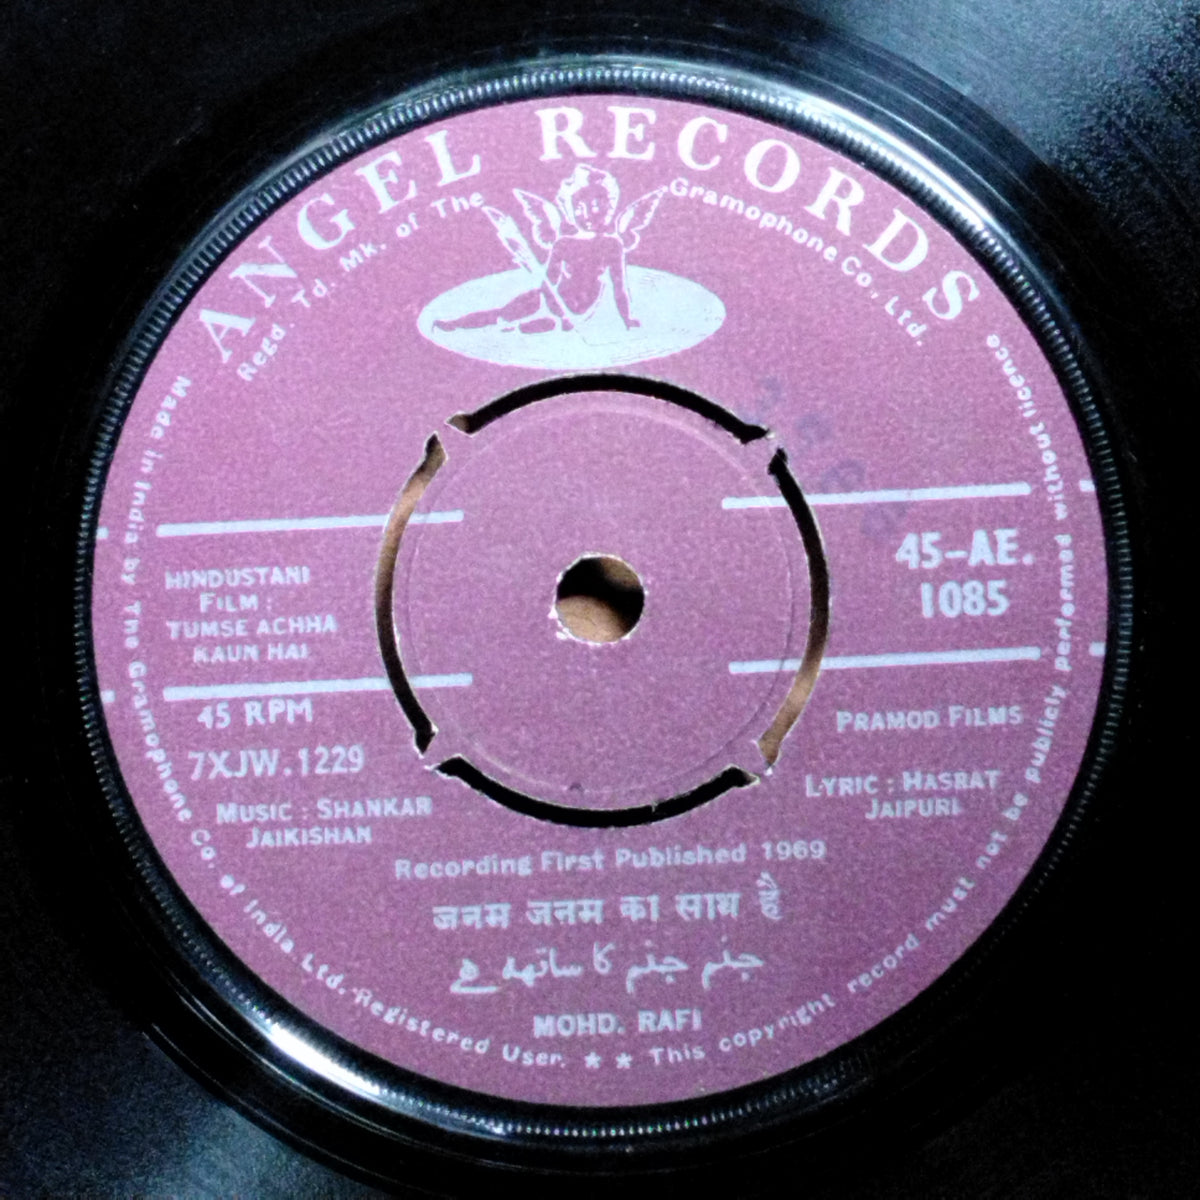 ANGEL RECORDS
Regd. Td. Mk. of The Gramophone Co., Ltd.
45-AE.
1085
HINDUSTANI
FILM :
TUMSE ACHHA
KAUN HAI
45 RPM
7XJW.1229
PRAMOD FILMS
MUSIC : SHANKAR
JAIKISHAN
LYRIC : HASRAT
JAIPURI
Recording First Published 1969
जनम जनम का साथ है
جنم جنم کا ساتھ ہے
MOHD. RAFI
Made in India by The Gramophone Co. of India Ltd. Registered User. ★ ★ This copyright record must not be publicly performed without licence